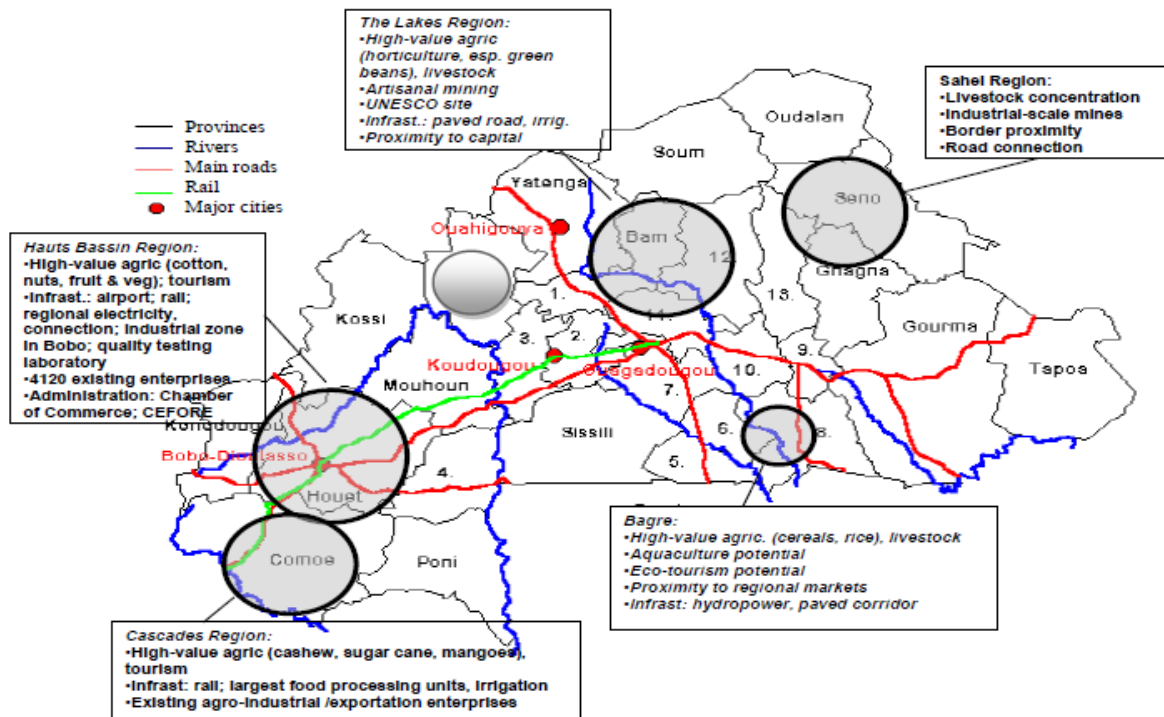 The Lakes Region:
•High-value agric
(horticulture, esp. green
beans), livestock
•Artisanal mining
•UNESCO site
•Infrast.: paved road, irrig.
•Proximity to capital
Sahel Region:
•Livestock concentration
•Industrial-scale mines
•Border proximity
•Road connection
Provinces
Rivers
Main roads
Rail
Major cities
Hauts Bassin Region:
•High-value agric (cotton,
nuts, fruit & veg); tourism
•Infrast.: airport; rail;
regional electricity,
connection; industrial zone
in Bobo; quality testing
laboratory
•4120 existing enterprises
•Administration: Chamber
of Commerce; CEFORE
Oudalan
Soum
Yatenga
Seno
Ouahigouya
Bam
12.
Gnagna
13.
1.
Kossi
11.
Gourma
3.
2.
Koudougou
Ouagadougou
9.
Tapoa
10.
Mouhoun
7.
Sissili
6.
8.
Bobo-Dioulasso
4.
5.
Houet
Comoe
Poni
Bagre:
•High-value agric. (cereals, rice), livestock
•Aquaculture potential
•Eco-tourism potential
•Proximity to regional markets
•Infrast: hydropower, paved corridor
Cascades Region:
•High-value agric (cashew, sugar cane, mangoes),
tourism
•Infrast: rail; largest food processing units, irrigation
•Existing agro-industrial /exportation enterprises